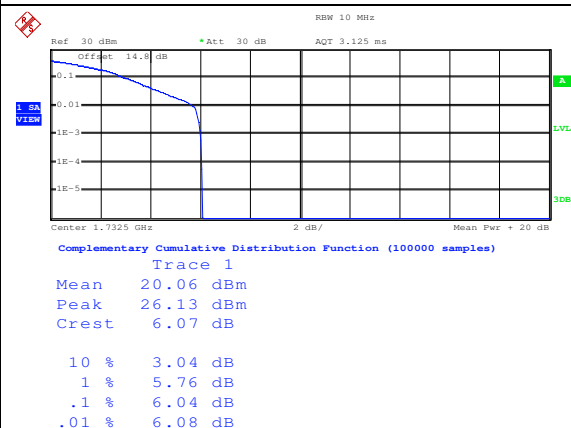 RBW 10 MHz
Ref 30 dBm *Att 30 dB AQT 3.125 ms
Offset 14.8 dB
0.1
A
1 SA
VIEW
0.01
1E-3
LVL
1E-4
1E-5
3DB
Center 1.7325 GHz 2 dB/ Mean Pwr + 20 dB
Complementary Cumulative Distribution Function (100000 samples)
Trace 1
Mean 20.06 dBm
Peak 26.13 dBm
Crest 6.07 dB
10 % 3.04 dB
1 % 5.76 dB
.1 % 6.04 dB
.01 % 6.08 dB